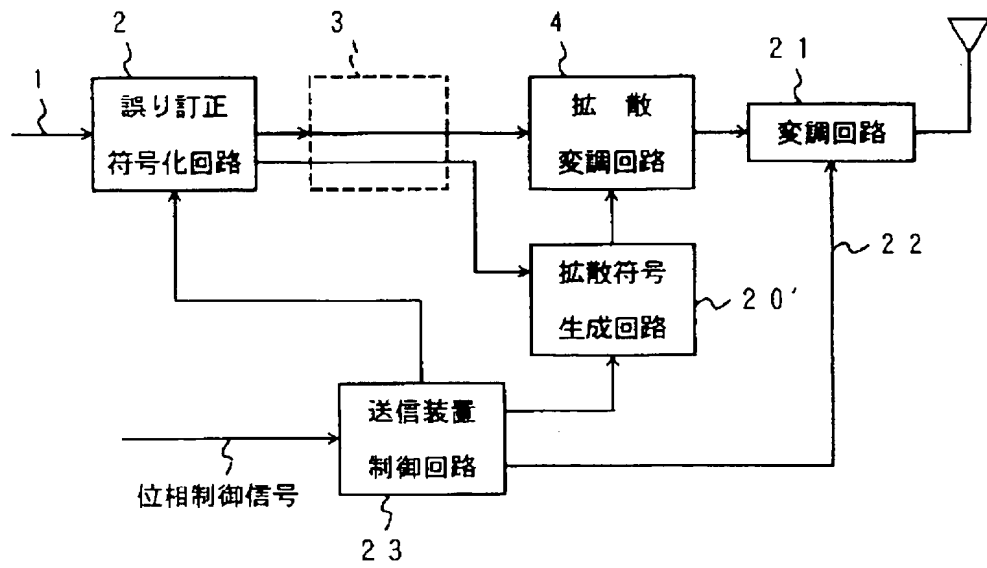 2
3
4
21
1
誤り訂正
符号化回路
拡 散
変調回路
変調回路
22
拡散符号
生成回路
20'
送信装置
制御回路
位相制御信号
23